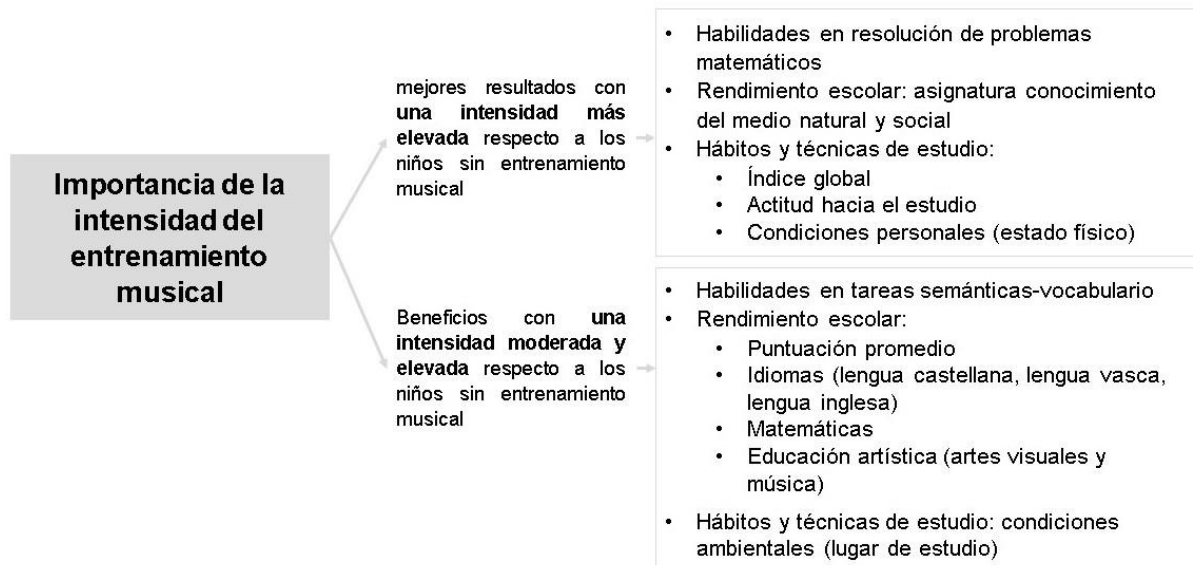 Importancia de la
intensidad del
entrenamiento
musical
mejores resultados con
una intensidad más
elevada respecto a los
niños sin entrenamiento
musical
• Habilidades en resolución de problemas
matemáticos
• Rendimiento escolar: asignatura conocimiento
del medio natural y social
• Hábitos y técnicas de estudio:
• Índice global
• Actitud hacia el estudio
• Condiciones personales (estado físico)
Beneficios con una
intensidad moderada y
elevada respecto a los
niños sin entrenamiento
musical
• Habilidades en tareas semánticas-vocabulario
• Rendimiento escolar:
• Puntuación promedio
• Idiomas (lengua castellana, lengua vasca,
lengua inglesa)
• Matemáticas
• Educación artística (artes visuales y
música)
• Hábitos y técnicas de estudio: condiciones
ambientales (lugar de estudio)